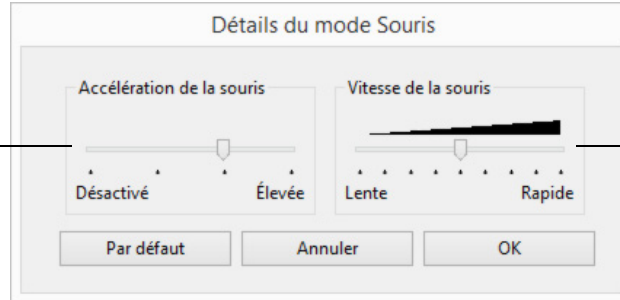 Détails du mode Souris
Accélération de la souris
Vitesse de la souris
Désactivé
Élevée
Lente
Rapide
Par défaut
Annuler
OK